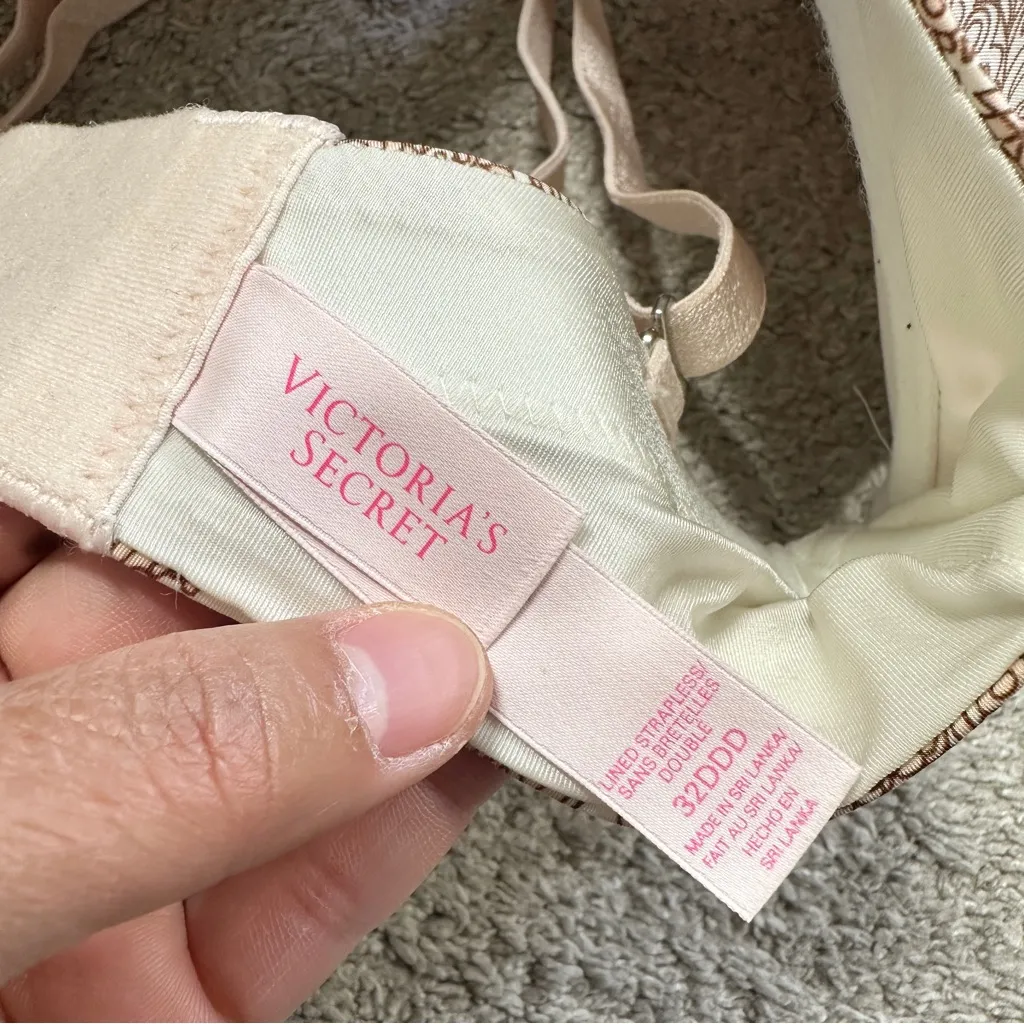 VICTORIA'S
SECRET
LINED STRAPLESS/
SANS BRETELLES
DOUBLE
32DDD
MADE IN SRI LANKA/
FAIT AU SRI LANKA/
HECHO EN
SRI LANKA